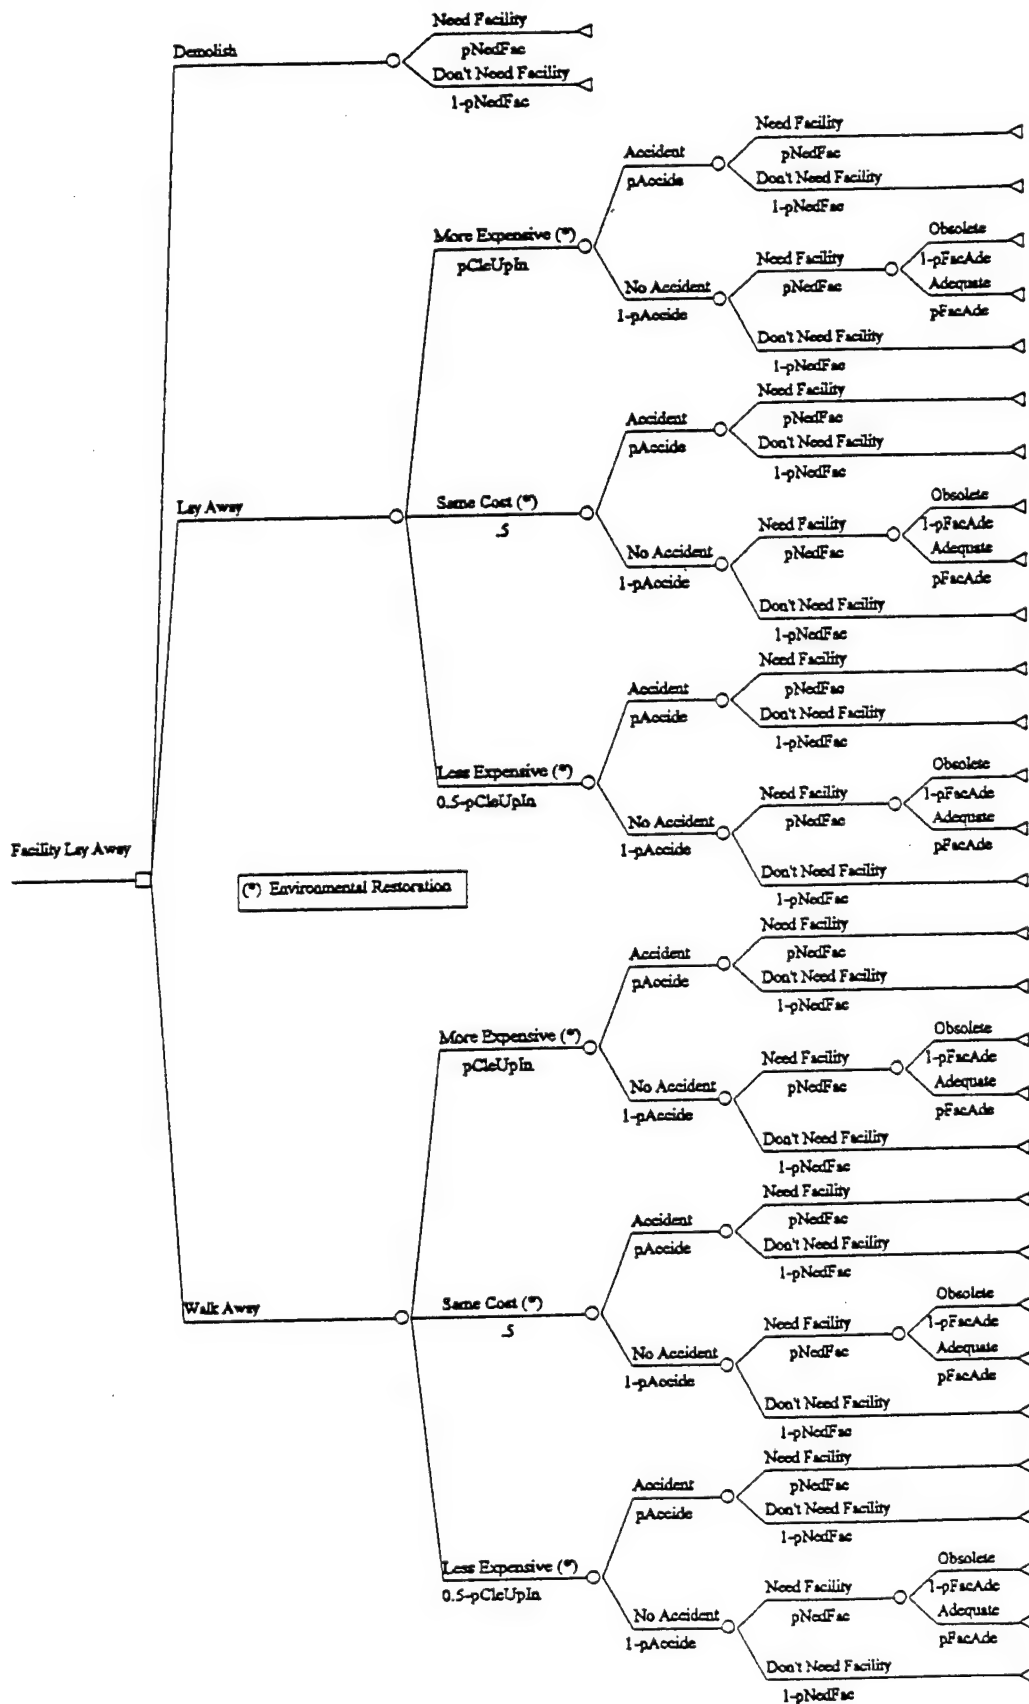 Need Facility
pNedFac
Demolish
Don't Need Facility
1-pNedFac
Need Facility
pNedFac
Accident
pAccide
Don't Need Facility
1-pNedFac
More Expensive (*)
pCleUpIn
Obsolete
1-pFacAde
Need Facility
pNedFac
Adequate
pFacAde
No Accident
1-pAccide
Don't Need Facility
1-pNedFac
Need Facility
pNedFac
Accident
pAccide
Don't Need Facility
1-pNedFac
Lay Away
Same Cost (*)
.5
Obsolete
1-pFacAde
Need Facility
pNedFac
Adequate
pFacAde
No Accident
1-pAccide
Don't Need Facility
1-pNedFac
Need Facility
pNedFac
Accident
pAccide
Don't Need Facility
1-pNedFac
Less Expensive (*)
0.5-pCleUpIn
Obsolete
1-pFacAde
Need Facility
pNedFac
Adequate
pFacAde
No Accident
1-pAccide
Don't Need Facility
1-pNedFac
Facility Lay Away
(*) Environmental Restoration
Need Facility
pNedFac
Accident
pAccide
Don't Need Facility
1-pNedFac
More Expensive (*)
pCleUpIn
Obsolete
1-pFacAde
Need Facility
pNedFac
Adequate
pFacAde
No Accident
1-pAccide
Don't Need Facility
1-pNedFac
Need Facility
pNedFac
Accident
pAccide
Don't Need Facility
1-pNedFac
Walk Away
Same Cost (*)
.5
Obsolete
1-pFacAde
Need Facility
pNedFac
Adequate
pFacAde
No Accident
1-pAccide
Don't Need Facility
1-pNedFac
Need Facility
pNedFac
Accident
pAccide
Don't Need Facility
1-pNedFac
Less Expensive (*)
0.5-pCleUpIn
Obsolete
1-pFacAde
Need Facility
pNedFac
Adequate
pFacAde
No Accident
1-pAccide
Don't Need Facility
1-pNedFac